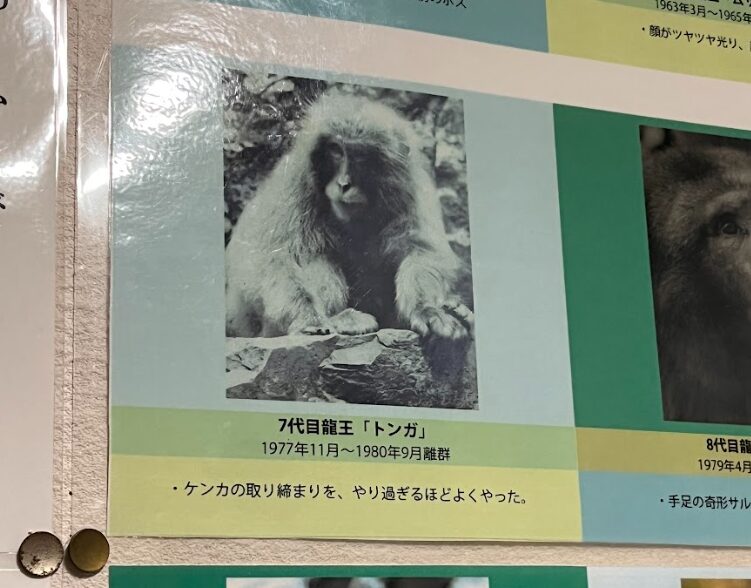 1963年3月～1965年
・顔がツヤツヤ光り、
7代目龍王「トンガ」
1977年11月～1980年9月離群
・ケンカの取り締まりを、やり過ぎるほどよくやった。
8代目龍
1979年4月
・手足の奇形サル